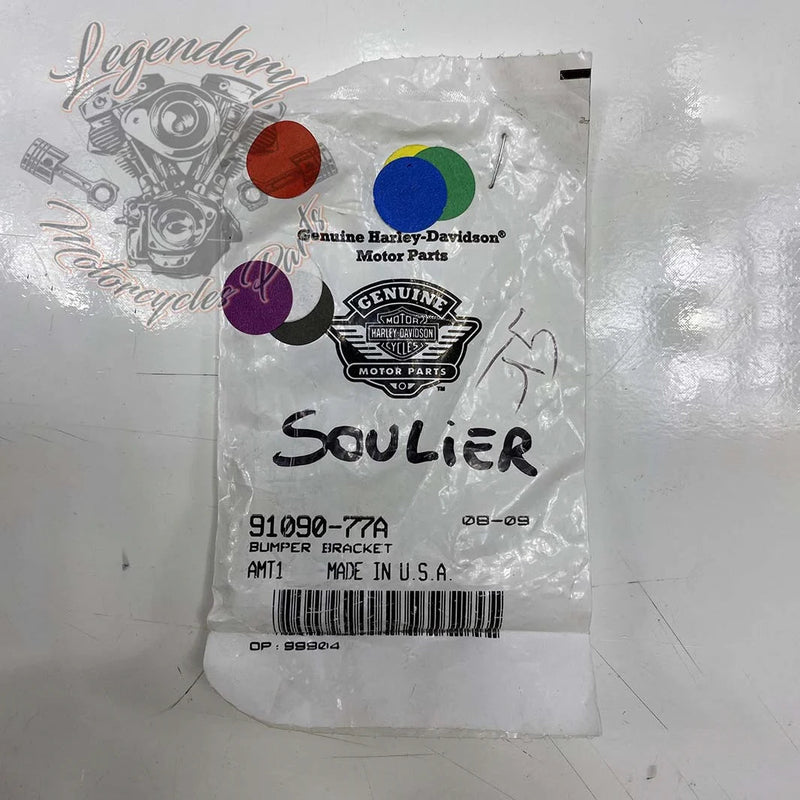 Legendary
Motorcycles Parts
Genuine Harley-Davidson®
Motor Parts
GENUINE
MOTOR
HARLEY-DAVIDSON
CYCLES
MOTOR PARTS
TM
SOULiER
91090-77A 08-09
BUMPER BRACKET
AMT1 MADE IN U.S.A.
OP: 99904